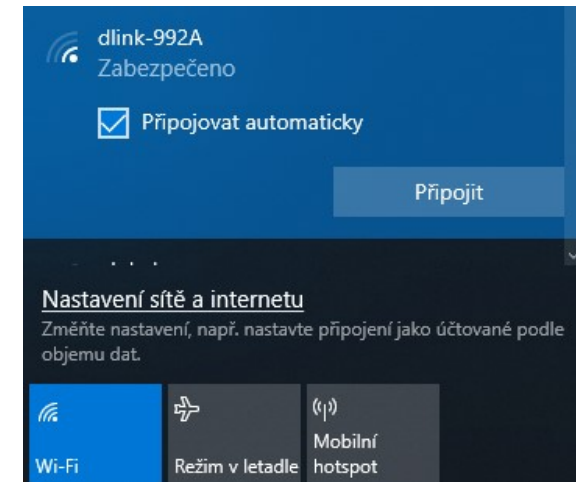 dlink-992A
Zabezpečeno
Připojovat automaticky
Připojit
Nastavení sítě a internetu
Změňte nastavení, např. nastavte připojení jako účtované podle
objemu dat.
Wi-Fi
Režim v letadle
Mobilní
hotspot